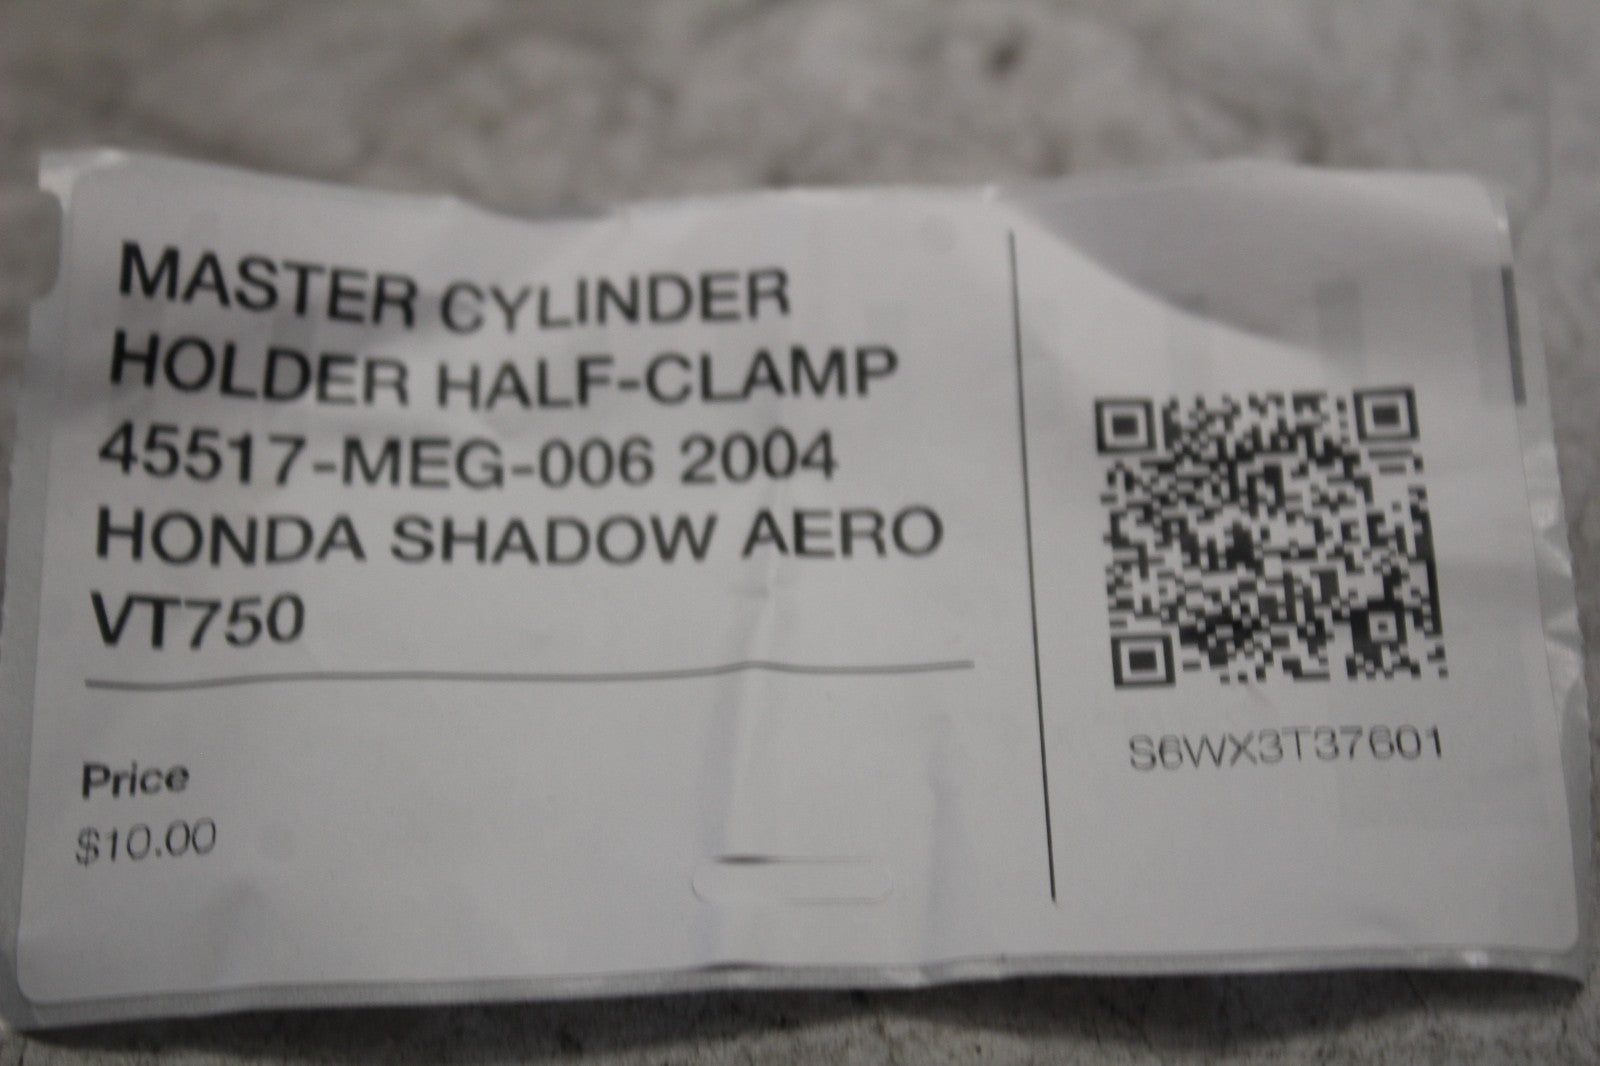 MASTER CYLINDER
HOLDER HALF-CLAMP
45517-MEG-006 2004
HONDA SHADOW AERO
VT750
Price
$10.00
S6WX3T37601